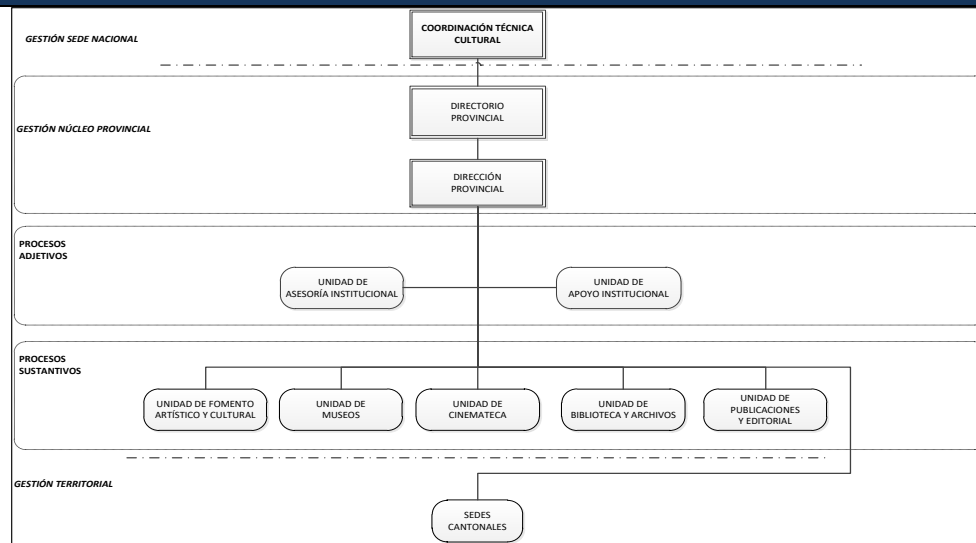 GESTIÓN SEDE NACIONAL
COORDINACIÓN TÉCNICA
CULTURAL
GESTIÓN NÚCLEO PROVINCIAL
DIRECTORIO
PROVINCIAL
DIRECCIÓN
PROVINCIAL
PROCESOS
ADJETIVOS
UNIDAD DE
ASESORÍA INSTITUCIONAL
UNIDAD DE
APOYO INSTITUCIONAL
PROCESOS
SUSTANTIVOS
UNIDAD DE FOMENTO
ARTÍSTICO Y CULTURAL
UNIDAD DE
MUSEOS
UNIDAD DE
CINEMATECA
UNIDAD DE
BIBLIOTECA Y ARCHIVOS
UNIDAD DE
PUBLICACIONES
Y EDITORIAL
GESTIÓN TERRITORIAL
SEDES
CANTONALES